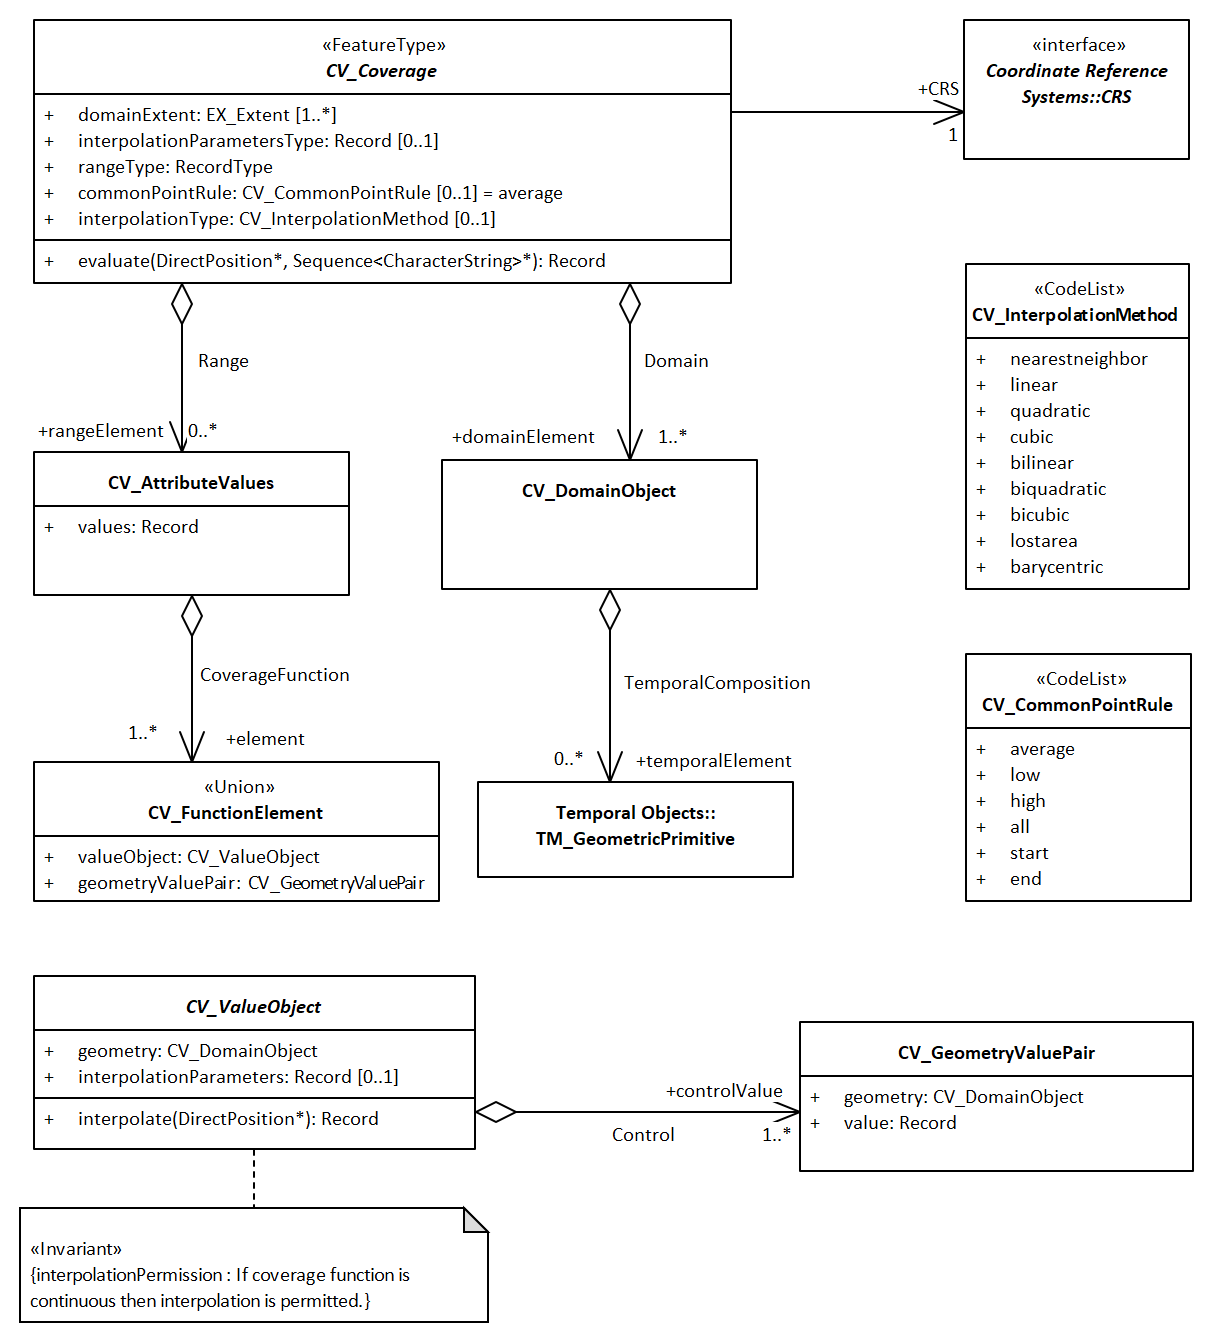 «FeatureType»
CV_Coverage
+ domainExtent: EX_Extent [1..*]
+ interpolationParametersType: Record [0..1]
+ rangeType: RecordType
+ commonPointRule: CV_CommonPointRule [0..1] = average
+ interpolationType: CV_InterpolationMethod [0..1]
+ evaluate(DirectPosition*, Sequence<CharacterString>*): Record
+CRS
1
«interface»
Coordinate Reference
Systems::CRS
Range
+rangeElement 0..*
Domain
+domainElement 1..*
«CodeList»
CV_InterpolationMethod
+ nearestneighbor
+ linear
+ quadratic
+ cubic
+ bilinear
+ biquadratic
+ bicubic
+ lostarea
+ barycentric
CV_AttributeValues
+ values: Record
CV_DomainObject
CoverageFunction
1..* +element
TemporalComposition
0..* +temporalElement
«CodeList»
CV_CommonPointRule
+ average
+ low
+ high
+ all
+ start
+ end
«Union»
CV_FunctionElement
+ valueObject: CV_ValueObject
+ geometryValuePair: CV_GeometryValuePair
Temporal Objects::
TM_GeometricPrimitive
CV_ValueObject
+ geometry: CV_DomainObject
+ interpolationParameters: Record [0..1]
+ interpolate(DirectPosition*): Record
+controlValue
Control 1..*
CV_GeometryValuePair
+ geometry: CV_DomainObject
+ value: Record
«Invariant»
{interpolationPermission : If coverage function is
continuous then interpolation is permitted.}